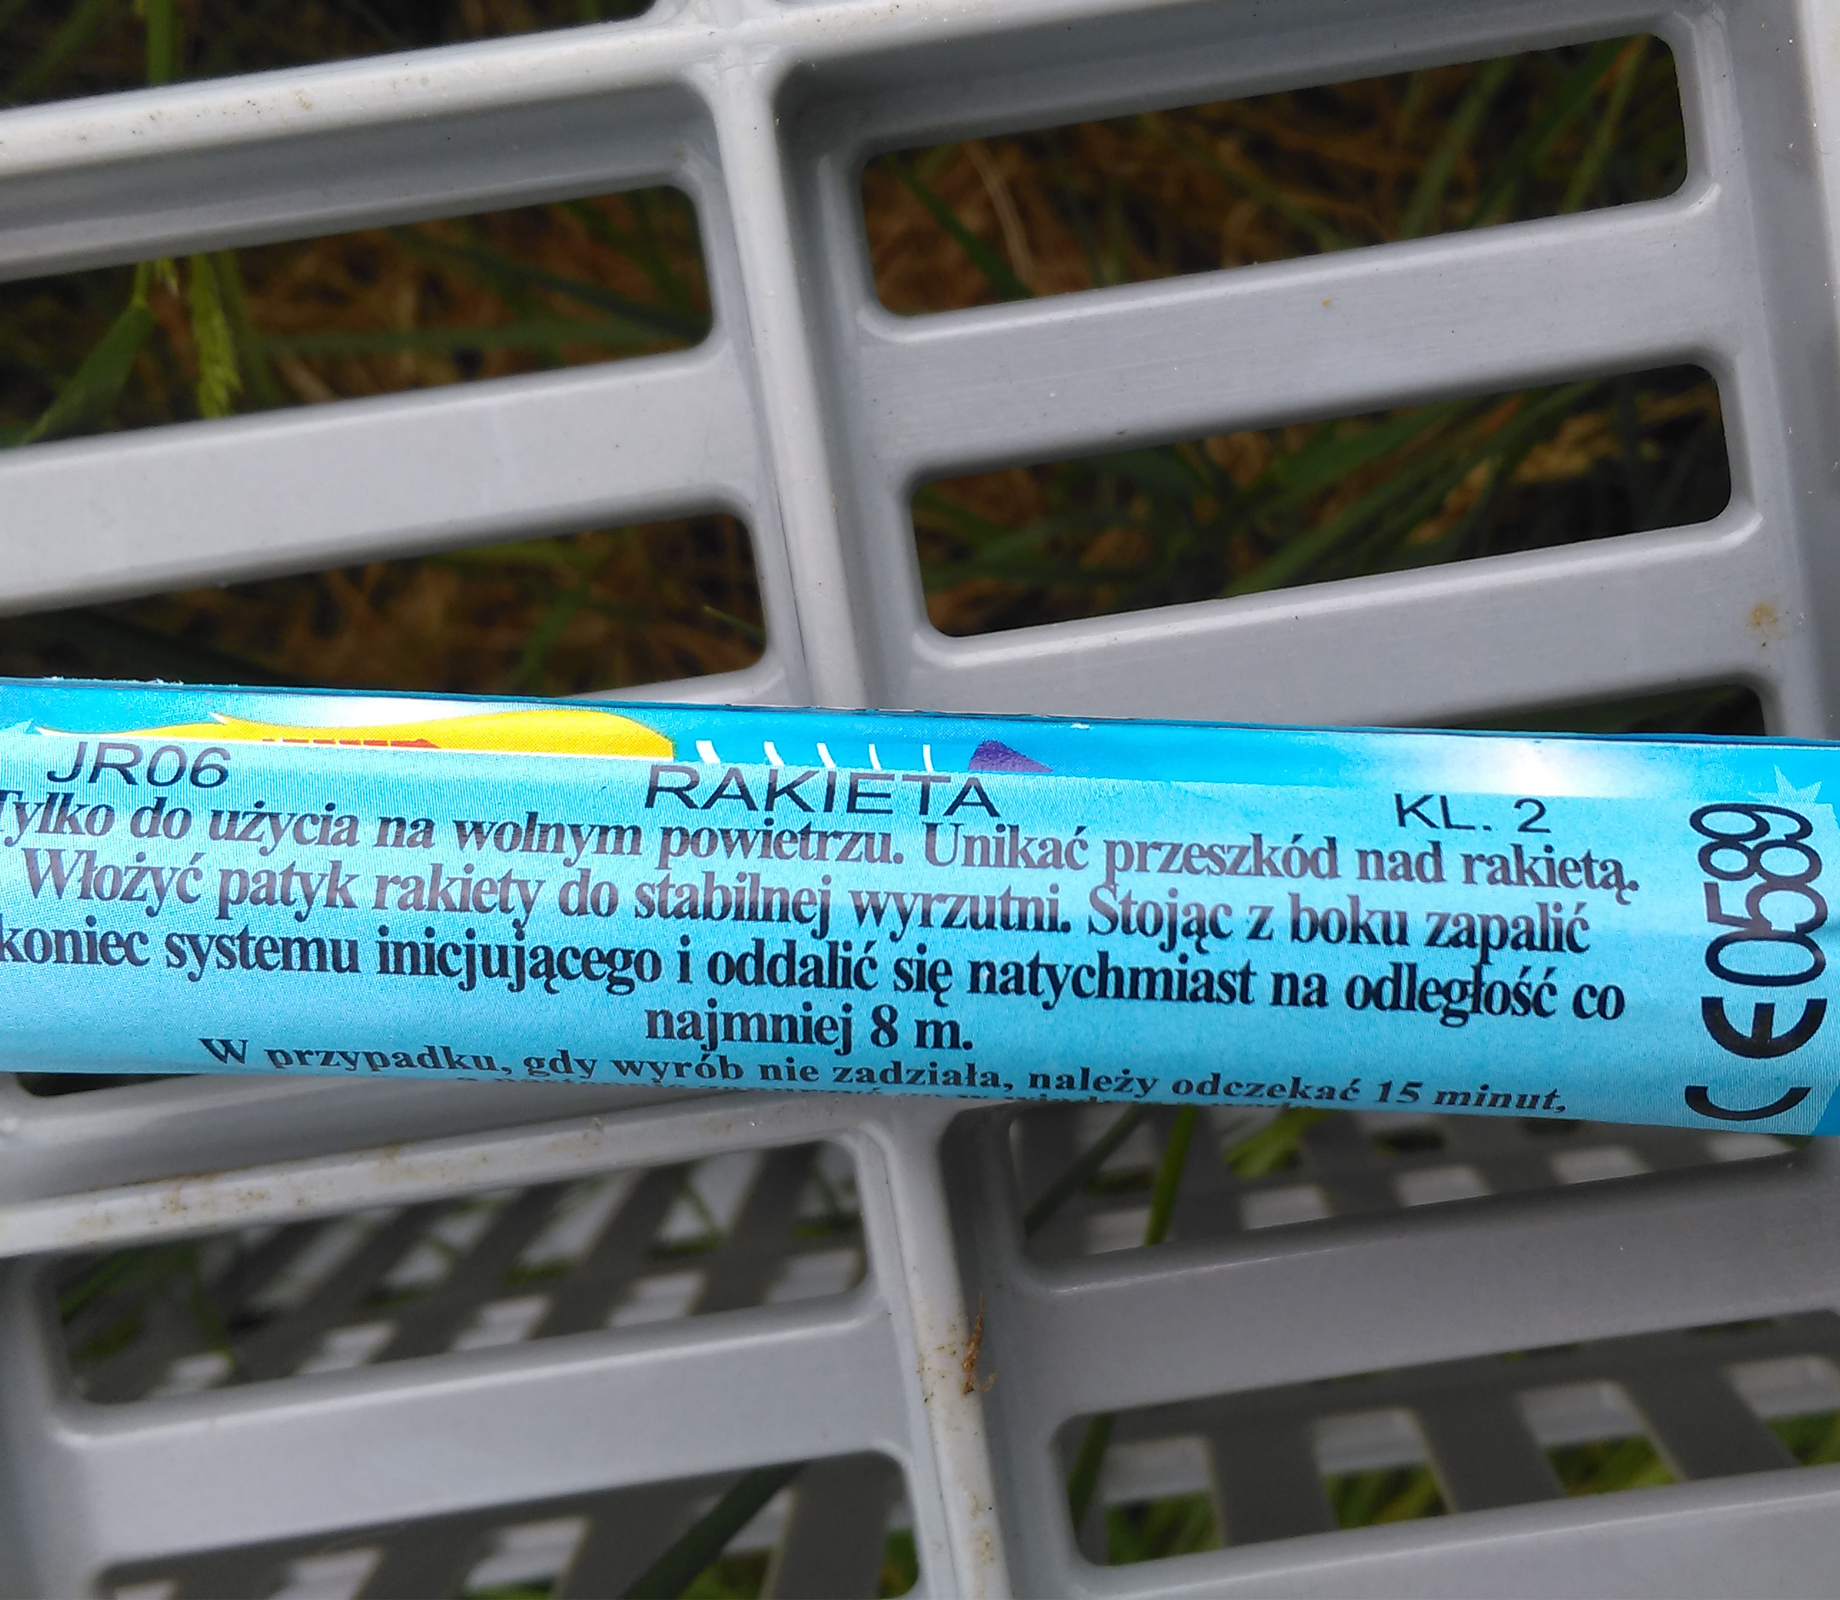 JR06 RAKIETA KL. 2
Tylko do użycia na wolnym powietrzu. Unikać przeszkód nad rakietą.
Włożyć patyk rakiety do stabilnej wyrzutni. Stojąc z boku zapalić
koniec systemu inicjującego i oddalić się natychmiast na odległość co
najmniej 8 m.
W przypadku, gdy wyrób nie zadziała, należy odczekać 15 minut,
CE0589